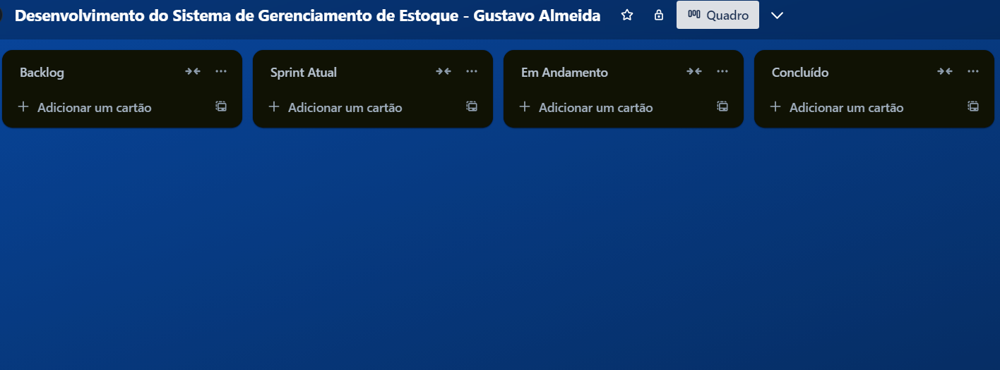 Desenvolvimento do Sistema de Gerenciamento de Estoque - Gustavo Almeida
Quadro
Backlog
Adicionar um cartão
Sprint Atual
Adicionar um cartão
Em Andamento
Adicionar um cartão
Concluído
Adicionar um cartão